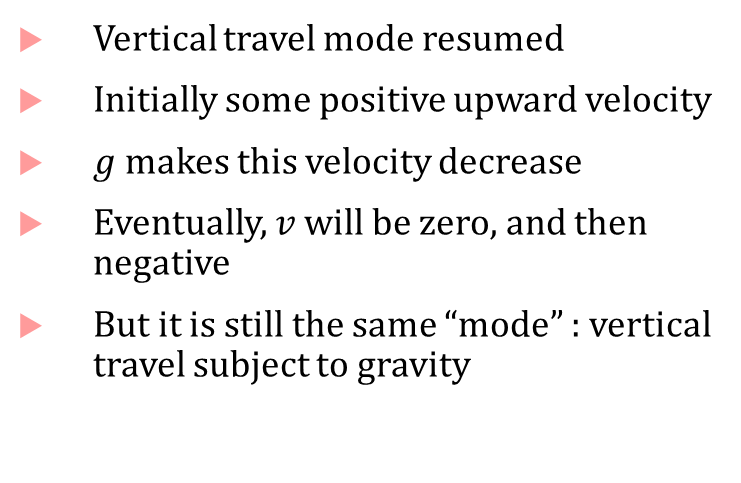 Vertical travel mode resumed
Initially some positive upward velocity
g makes this velocity decrease
Eventually, v will be zero, and then
negative
But it is still the same “mode” : vertical
travel subject to gravity